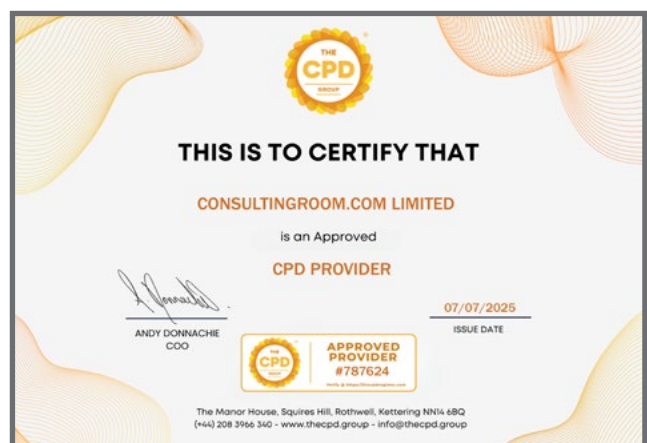 THE
CPD
GROUP
THIS IS TO CERTIFY THAT
CONSULTINGROOM.COM LIMITED
is an Approved
CPD PROVIDER
A. Donnachie
07/07/2025
ANDY DONNACHIE
COO
ISSUE DATE
THE
CPD
GROUP
APPROVED
PROVIDER
#787624
The Manor House, Squires Hill, Rothwell, Kettering NN14 6BQ
(+44) 208 3966 340 - www.thecpd.group - info@thecpd.group